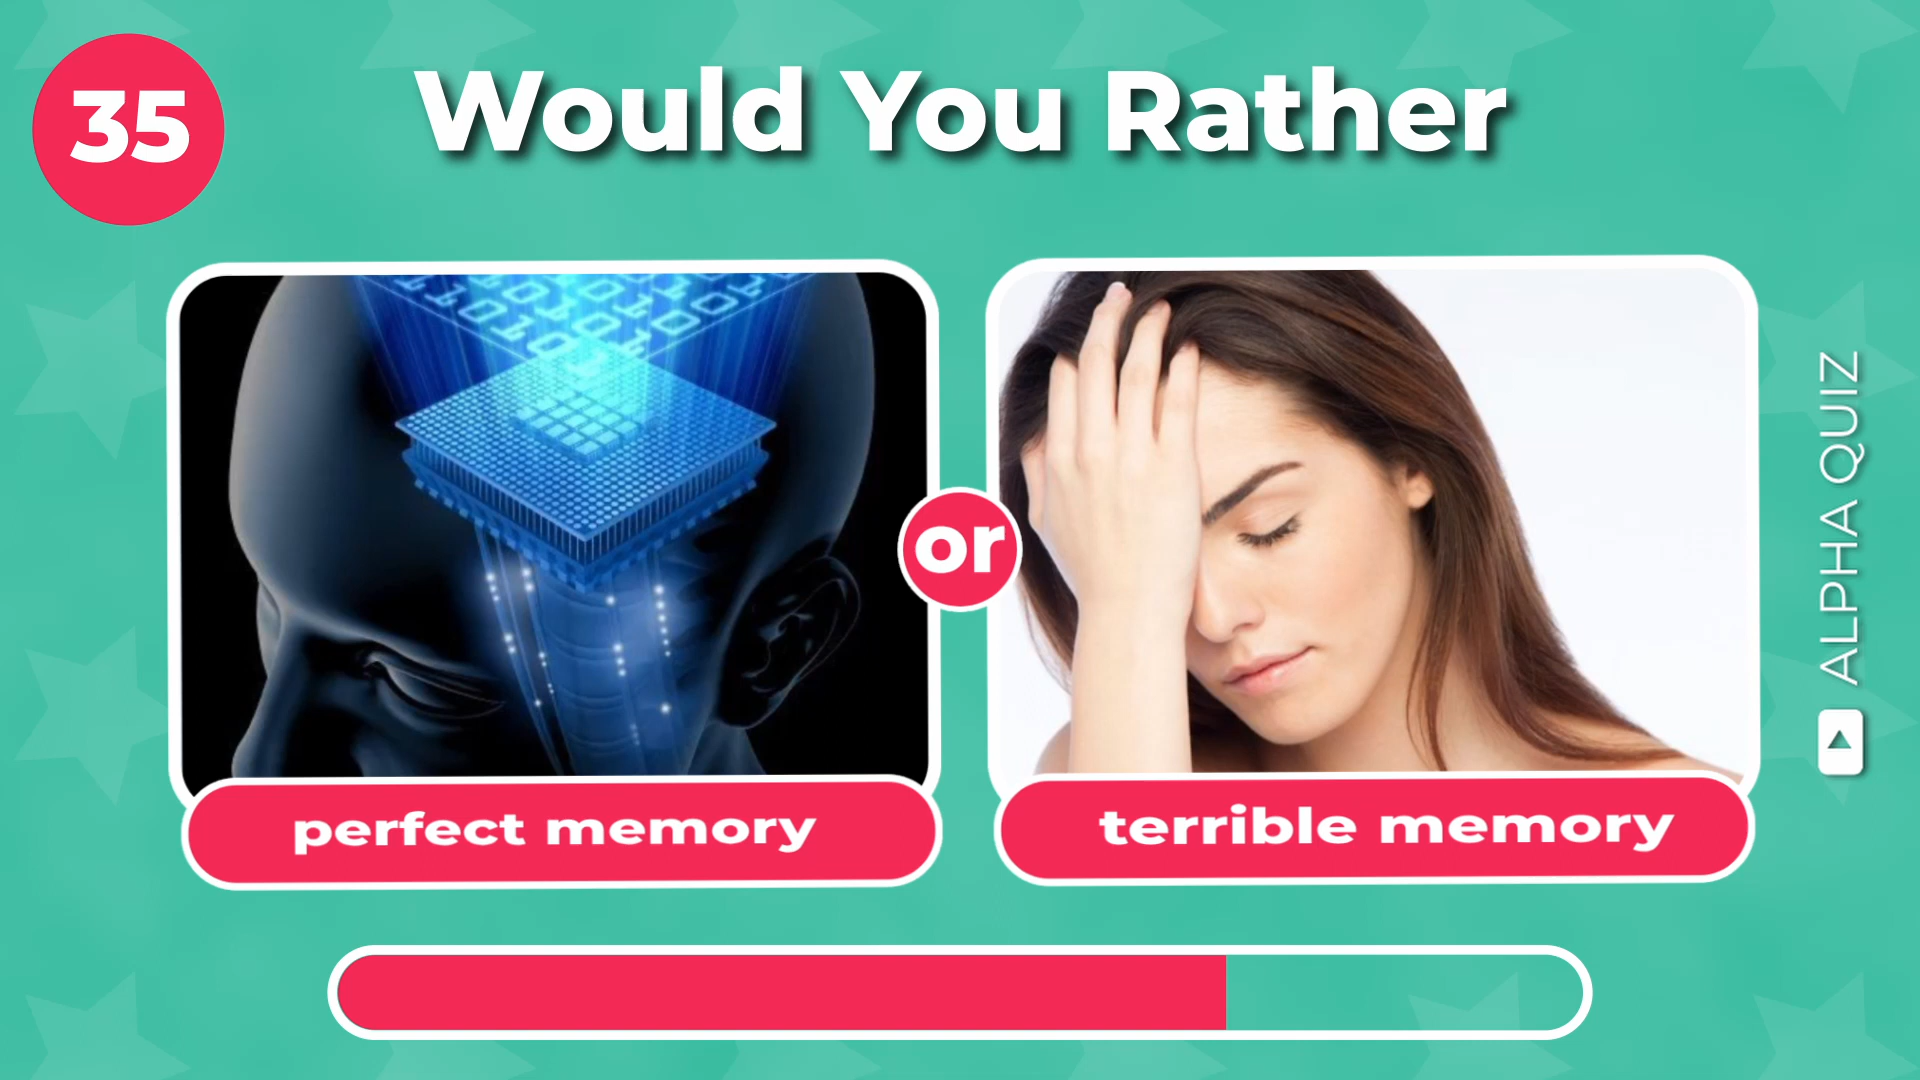 35
Would You Rather
or
perfect memory
terrible memory
ALPHA QUIZ